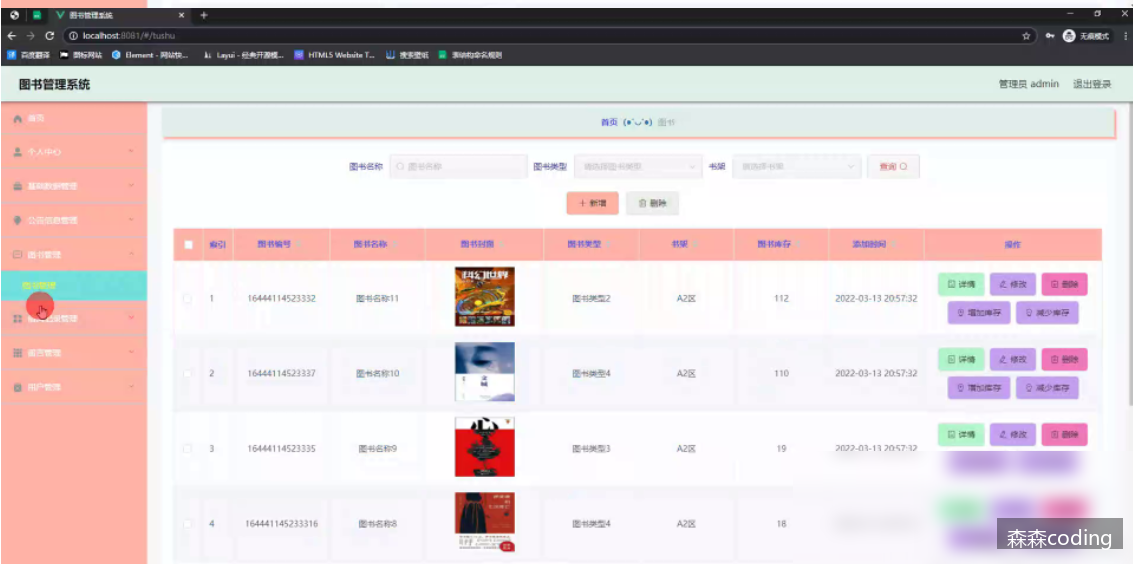 图书管理系统
localhost:8081/#/tushu
无痕模式
百度翻译 图标网站 Element - 网站快... Layui - 经典开源模... HTML5 Website T... 搜索壁纸
图书管理系统 管理员 admin 退出登录
首页 (●'◡'●) 图书
首页
个人中心
基础数据管理
公告信息管理
图书管理
图书管理
留言管理
用户管理
图书名称 图书名称 图书类型 请选择图书类型 书架 请选择书架 查询
+ 新增 删除
索引 图书编号 图书名称 图书封面 图书类型 书架 图书库存 添加时间 操作
1 16444114523332 图书名称11 科幻世界 图书类型2 A2区 112 2022-03-13 20:57:32 详情 修改 删除
增加库存 减少库存
2 16444114523337 图书名称10 图书类型4 A2区 110 2022-03-13 20:57:32 详情 修改 删除
增加库存 减少库存
3 16444114523335 图书名称9 心 图书类型3 A2区 19 2022-03-13 20:57:32 详情 修改 删除
4 164441145233316 图书名称8 图书类型4 A2区 18
森森coding